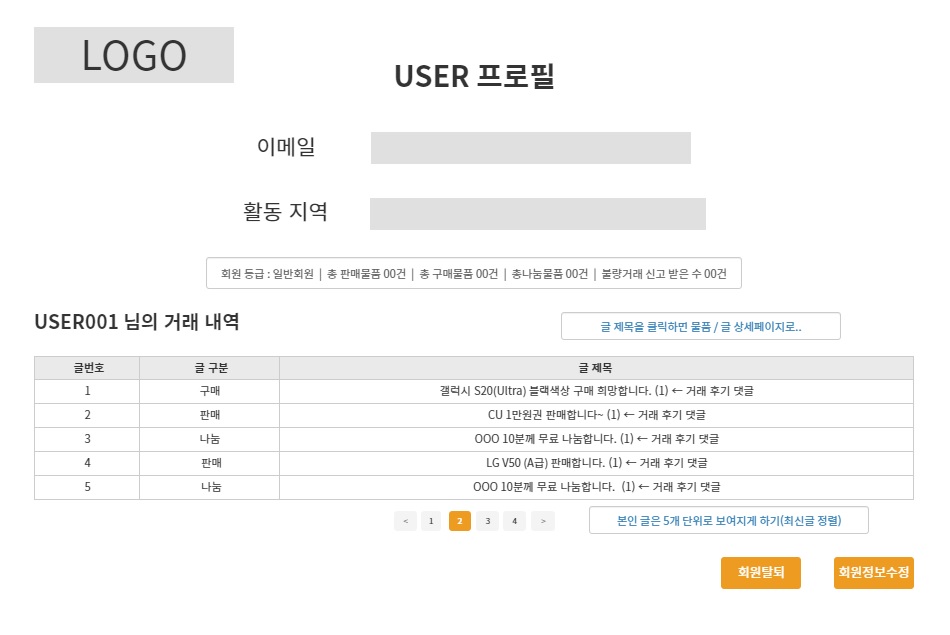 LOGO
USER 프로필
이메일
활동 지역
회원 등급 : 일반회원 | 총 판매물품 00건 | 총 구매물품 00건 | 총나눔물품 00건 | 불량거래 신고 받은 수 00건
USER001 님의 거래 내역
글 제목을 클릭하면 물품 / 글 상세페이지로..
글번호 글 구분 글 제목
1 구매 갤럭시 S20(Ultra) 블랙색상 구매 희망합니다. (1) ← 거래 후기 댓글
2 판매 CU 1만원권 판매합니다~ (1) ← 거래 후기 댓글
3 나눔 OOO 10분께 무료 나눔합니다. (1) ← 거래 후기 댓글
4 판매 LG V50 (A급) 판매합니다. (1) ← 거래 후기 댓글
5 나눔 OOO 10분께 무료 나눔합니다. (1) ← 거래 후기 댓글
< 1 2 3 4 >
본인 글은 5개 단위로 보여지게 하기(최신글 정렬)
회원탈퇴 회원정보수정